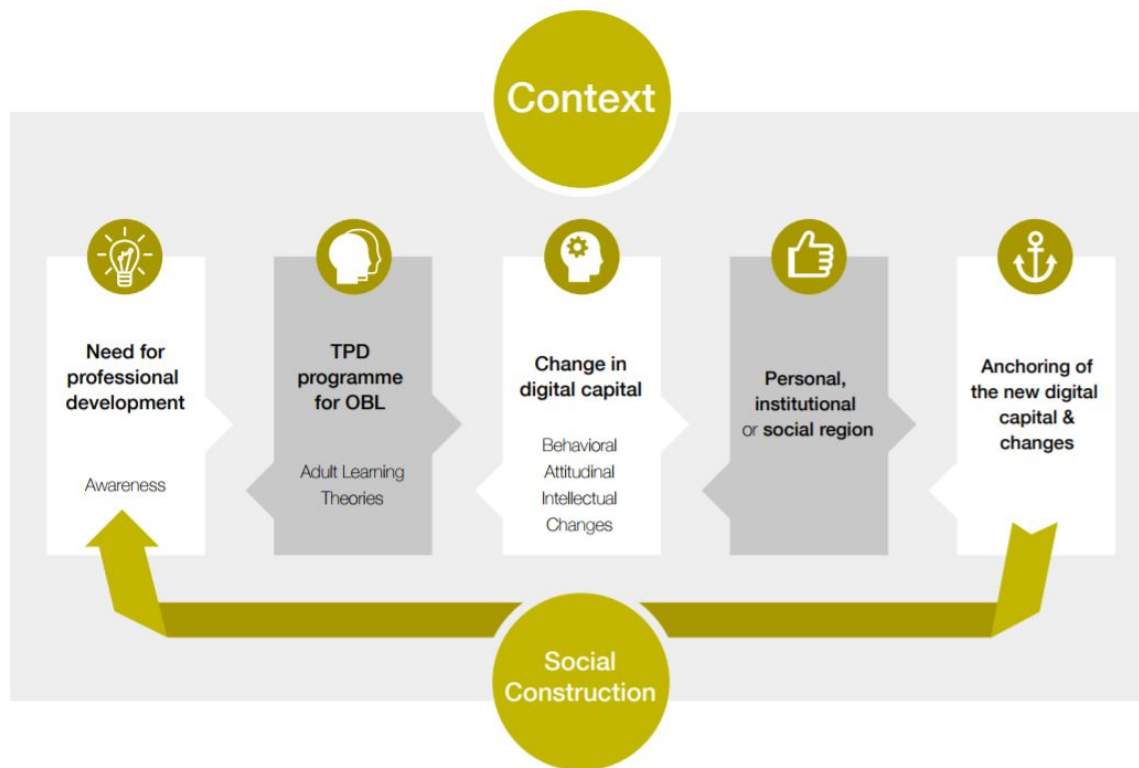 Context
Need for
professional
development
Awareness
TPD
programme
for OBL
Adult Learning
Theories
Change in
digital capital
Behavioral
Attitudinal
Intellectual
Changes
Personal,
institutional
or social region
Anchoring of
the new digital
capital &
changes
Social
Construction